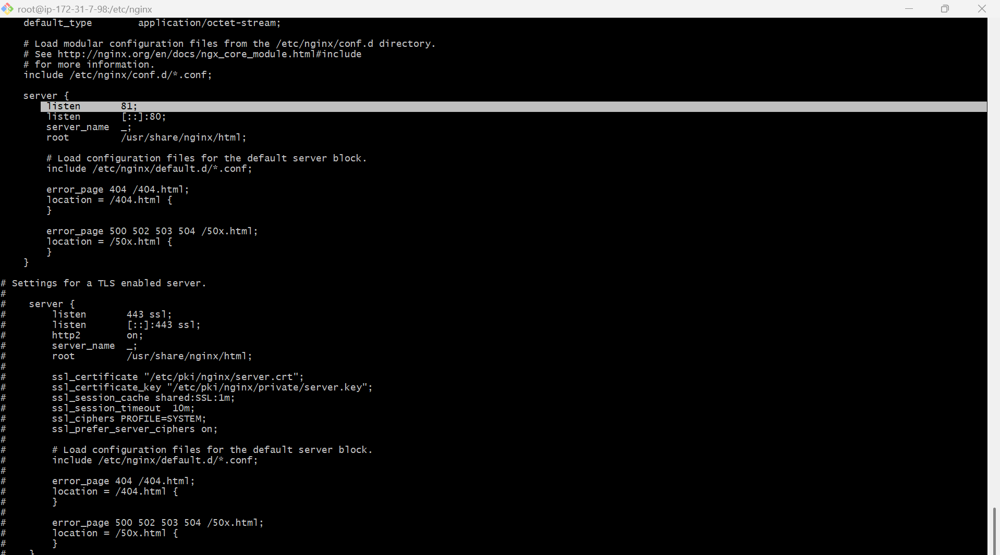 root@ip-172-31-7-98:/etc/nginx
    default_type        application/octet-stream;

    # Load modular configuration files from the /etc/nginx/conf.d directory.
    # See http://nginx.org/en/docs/ngx_core_module.html#include
    # for more information.
    include /etc/nginx/conf.d/*.conf;

    server {
        listen       81;
        listen       [::]:80;
        server_name  _;
        root         /usr/share/nginx/html;

        # Load configuration files for the default server block.
        include /etc/nginx/default.d/*.conf;

        error_page 404 /404.html;
        location = /404.html {
        }

        error_page 500 502 503 504 /50x.html;
        location = /50x.html {
        }
    }

# Settings for a TLS enabled server.
#
#    server {
#        listen       443 ssl;
#        listen       [::]:443 ssl;
#        http2        on;
#        server_name  _;
#        root         /usr/share/nginx/html;
#
#        ssl_certificate "/etc/pki/nginx/server.crt";
#        ssl_certificate_key "/etc/pki/nginx/private/server.key";
#        ssl_session_cache shared:SSL:1m;
#        ssl_session_timeout  10m;
#        ssl_ciphers PROFILE=SYSTEM;
#        ssl_prefer_server_ciphers on;
#
#        # Load configuration files for the default server block.
#        include /etc/nginx/default.d/*.conf;
#
#        error_page 404 /404.html;
#        location = /404.html {
#        }
#
#        error_page 500 502 503 504 /50x.html;
#        location = /50x.html {
#        }
#    }